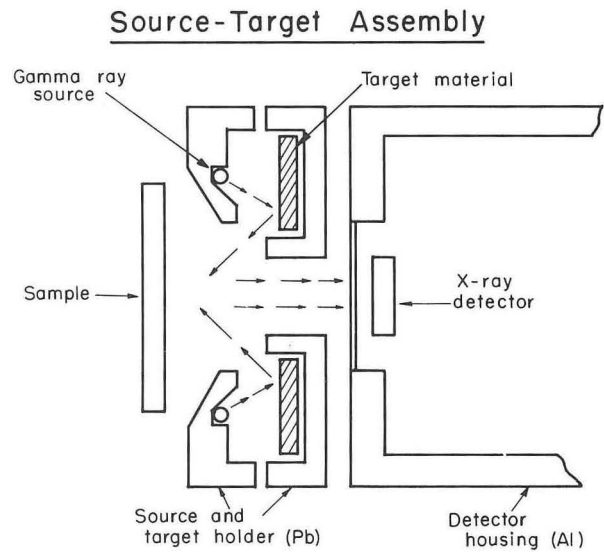 Source-Target Assembly
Gamma ray
source
Target material
Sample
X-ray
detector
Source and
target holder (Pb)
Detector
housing (Al)